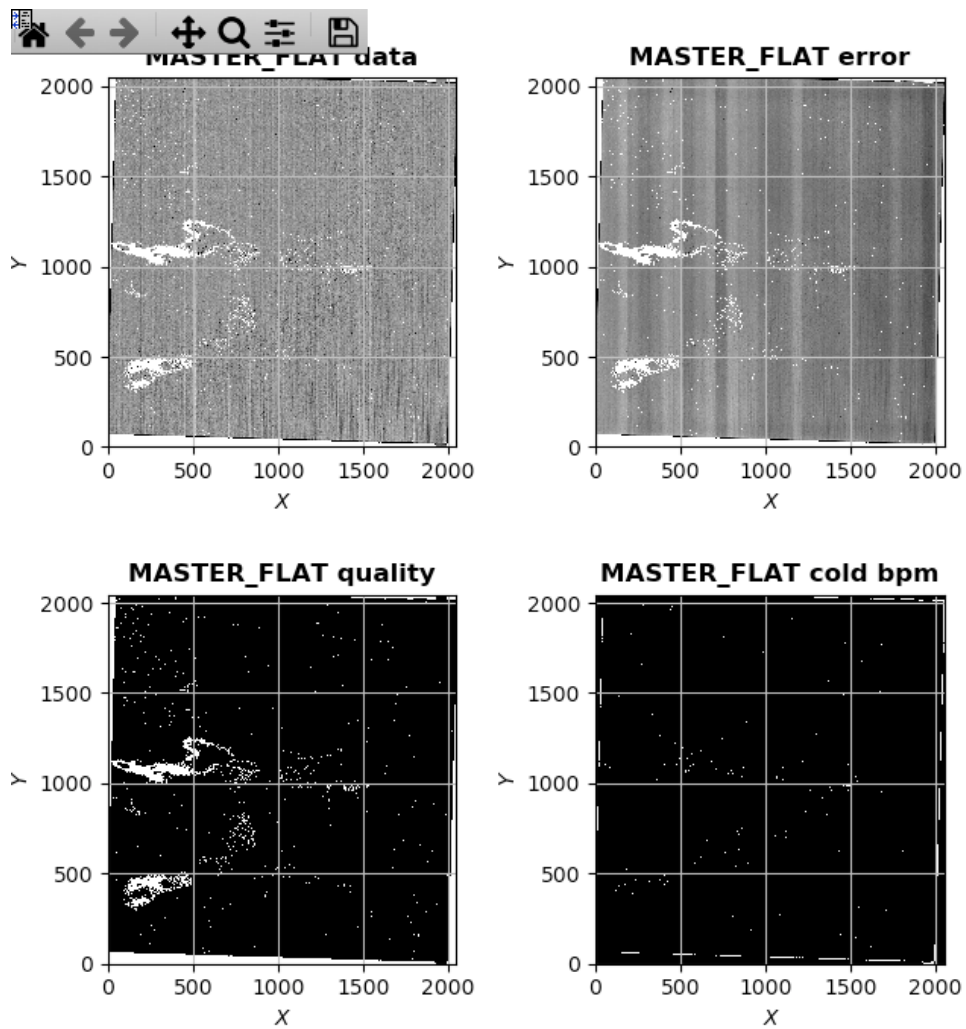 MASTER_FLAT data
MASTER_FLAT error
2000
1500
1000
500
0
Y
0 500 1000 1500 2000
X
2000
1500
1000
500
0
Y
0 500 1000 1500 2000
X
MASTER_FLAT quality
MASTER_FLAT cold bpm
2000
1500
1000
500
0
Y
0 500 1000 1500 2000
X
2000
1500
1000
500
0
Y
0 500 1000 1500 2000
X